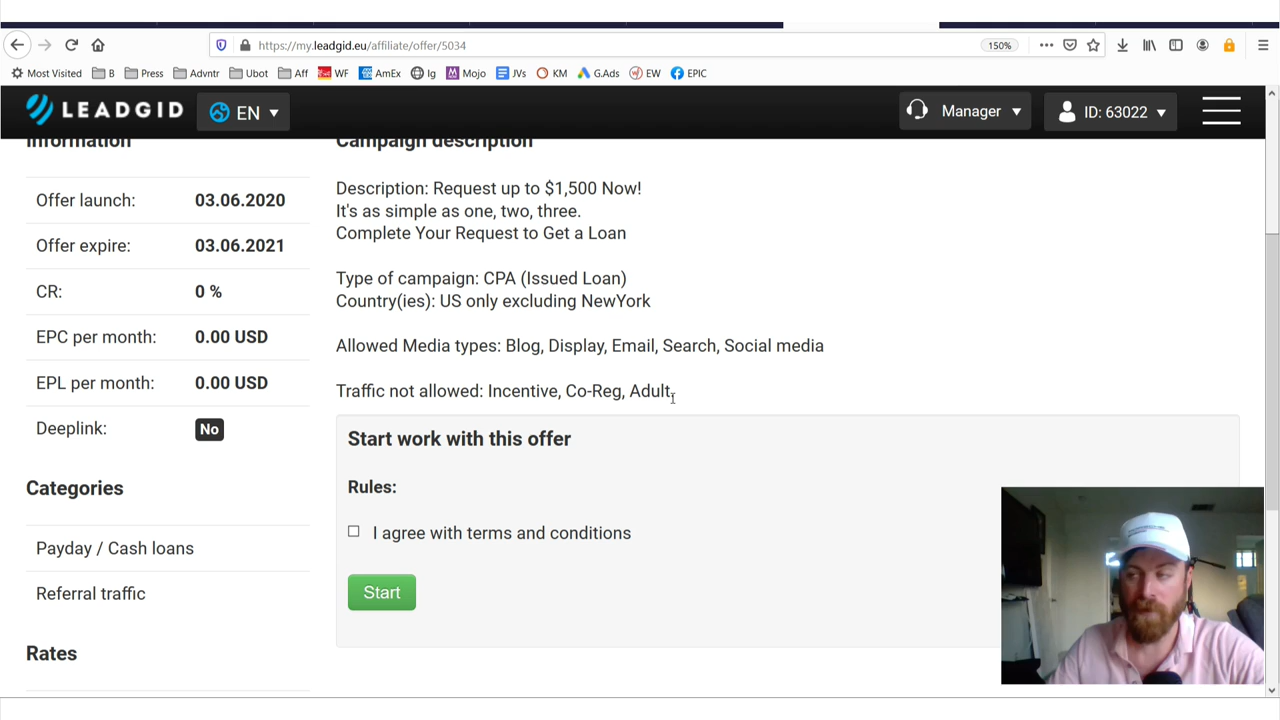 https://my.leadgid.eu/affiliate/offer/5034
150%
Most Visited B Press Advntr Ubot Aff WF AmEx Ig Mojo JVs KM G.Ads EW EPIC
LEADGID EN Manager ID: 63022
Information
Offer launch: 03.06.2020
Offer expire: 03.06.2021
CR: 0 %
EPC per month: 0.00 USD
EPL per month: 0.00 USD
Deeplink: No
Categories
Payday / Cash loans
Referral traffic
Rates
Campaign description
Description: Request up to $1,500 Now!
It's as simple as one, two, three.
Complete Your Request to Get a Loan
Type of campaign: CPA (Issued Loan)
Country(ies): US only excluding NewYork
Allowed Media types: Blog, Display, Email, Search, Social media
Traffic not allowed: Incentive, Co-Reg, Adult,
Start work with this offer
Rules:
I agree with terms and conditions
Start